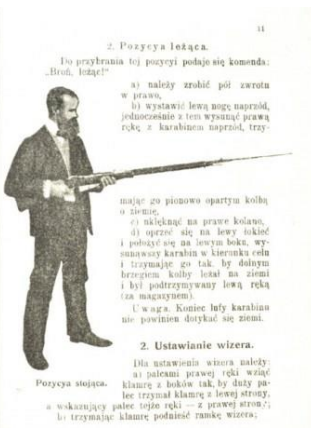 11
2. Pozycya leżąca.
Do przybrania tej pozycyi podaje się komenda:
„Broń, leżąc!"
a) należy zrobić pół zwrotu
w prawo,
b) wystawić lewą nogę naprzód,
jednocześnie z tem wysunąć prawą
rękę z karabinem naprzód, trzy-
mając go pionowo opartym kolbą
o ziemię,
c) uklęknąć na prawe kolano,
d) oprzeć się na lewy łokieć
i położyć się na lewym boku, wy-
sunąwszy karabin w kierunku celu
i trzymając go tak, by dolnym
brzegiem kolby leżał na ziemi
i był podtrzymywany lewą ręką
(za magazynem).
Uwaga. Koniec lufy karabinu
nie powinien dotykać się ziemi.
2. Ustawianie wizera.
Dla ustawienia wizera należy:
a) palcami prawej ręki wziąć
klamrę z boków tak, by duży pa-
lec trzymał klamrę z lewej strony,
a wskazujący palec tejże ręki — z prawej strony;
b) trzymając klamrę podnieść ramkę wizera;
Pozycya stojąca.